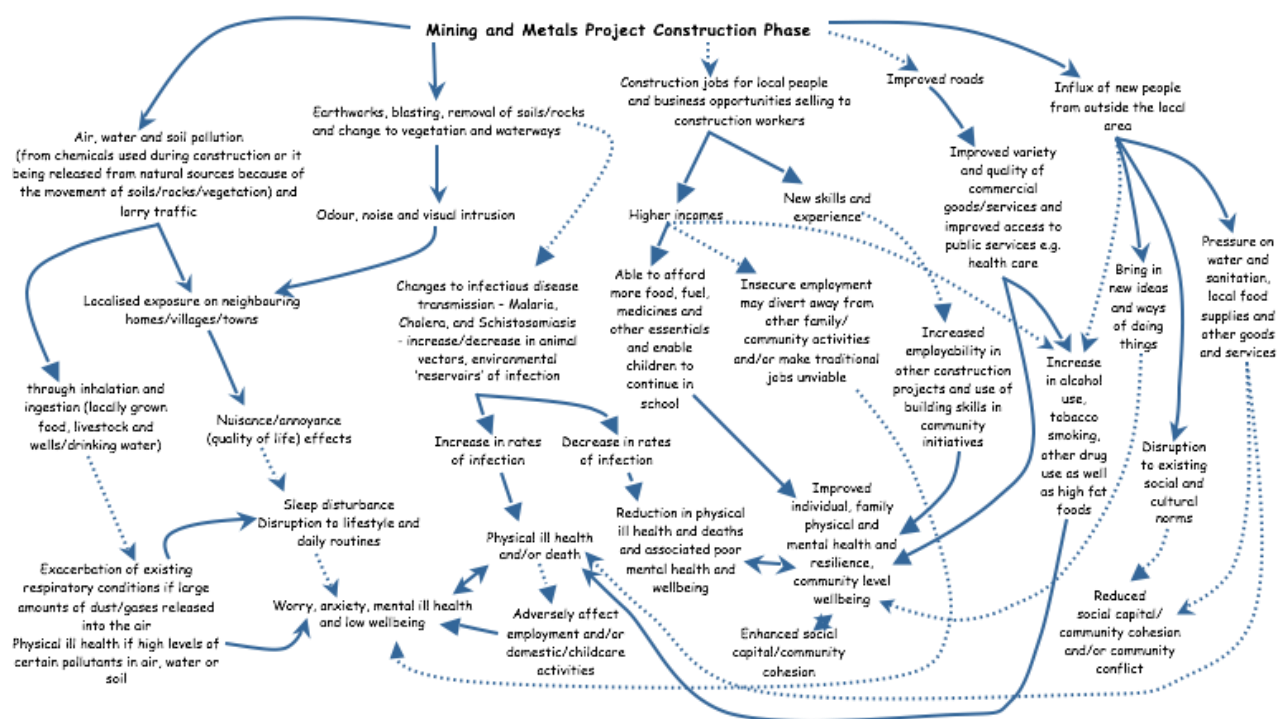 Mining and Metals Project Construction Phase
Construction jobs for local people
and business opportunities selling to
construction workers
Improved roads
Influx of new people
from outside the local
area
Earthworks, blasting, removal of soils/rocks
and change to vegetation and waterways
Air, water and soil pollution
(from chemicals used during construction or it
being released from natural sources because of
the movement of soils/rocks/vegetation) and
lorry traffic
Improved variety
and quality of
commercial
goods/services and
improved access to
public services e.g.
health care
Odour, noise and visual intrusion
Higher incomes
New skills and
experience
Pressure on
water and
sanitation,
local food
supplies and
other goods
and services
Localised exposure on neighbouring
homes/villages/towns
Changes to infectious disease
transmission - Malaria,
Cholera, and Schistosomiasis
- increase/decrease in animal
vectors, environmental
'reservoirs' of infection
Able to afford
more food, fuel,
medicines and
other essentials
and enable
children to
continue in
school
Insecure employment
may divert away from
other family/
community activities
and/or make traditional
jobs unviable
Bring in
new ideas
and ways
of doing
things
Increased
employability in
other construction
projects and use of
building skills in
community
initiatives
Increase
in alcohol
use,
tobacco
smoking,
other drug
use as well
as high fat
foods
through inhalation and
ingestion (locally grown
food, livestock and
wells/drinking water)
Nuisance/annoyance
(quality of life) effects
Increase in rates
of infection
Decrease in rates
of infection
Disruption
to existing
social and
cultural
norms
Sleep disturbance
Disruption to lifestyle and
daily routines
Physical ill health
and/or death
Reduction in physical
ill health and deaths
and associated poor
mental health and
wellbeing
Improved
individual, family
physical and
mental health and
resilience,
community level
wellbeing
Exacerbation of existing
respiratory conditions if large
amounts of dust/gases released
into the air
Physical ill health if high levels of
certain pollutants in air, water or
soil
Worry, anxiety, mental ill health
and low wellbeing
Adversely affect
employment and/or
domestic/childcare
activities
Enhanced social
capital/community
cohesion
Reduced
social capital/
community cohesion
and/or community
conflict